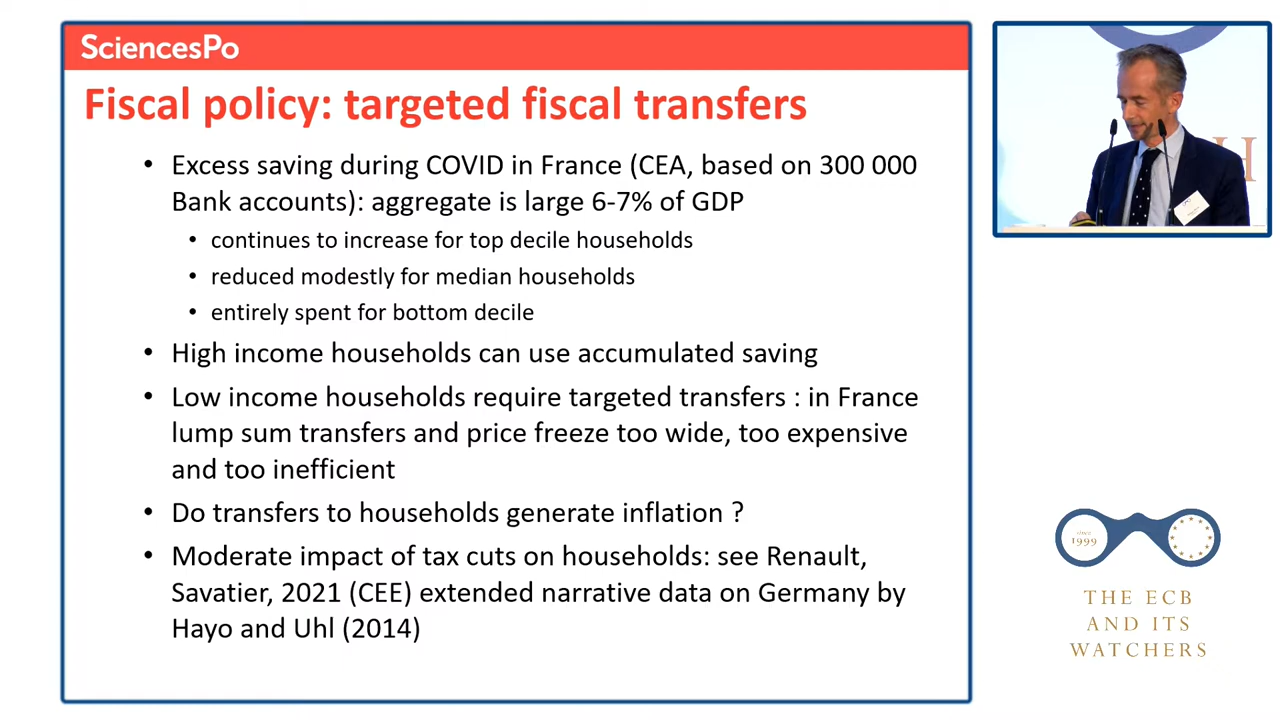 SciencesPo
Fiscal policy: targeted fiscal transfers
• Excess saving during COVID in France (CEA, based on 300 000
Bank accounts): aggregate is large 6-7% of GDP
• continues to increase for top decile households
• reduced modestly for median households
• entirely spent for bottom decile
• High income households can use accumulated saving
• Low income households require targeted transfers : in France
lump sum transfers and price freeze too wide, too expensive
and too inefficient
• Do transfers to households generate inflation ?
• Moderate impact of tax cuts on households: see Renault,
Savatier, 2021 (CEE) extended narrative data on Germany by
Hayo and Uhl (2014)
H
since
1999
THE ECB
AND ITS
WATCHERS